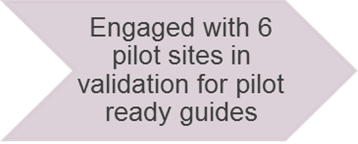 Engaged with 6
pilot sites in
validation for pilot
ready guides